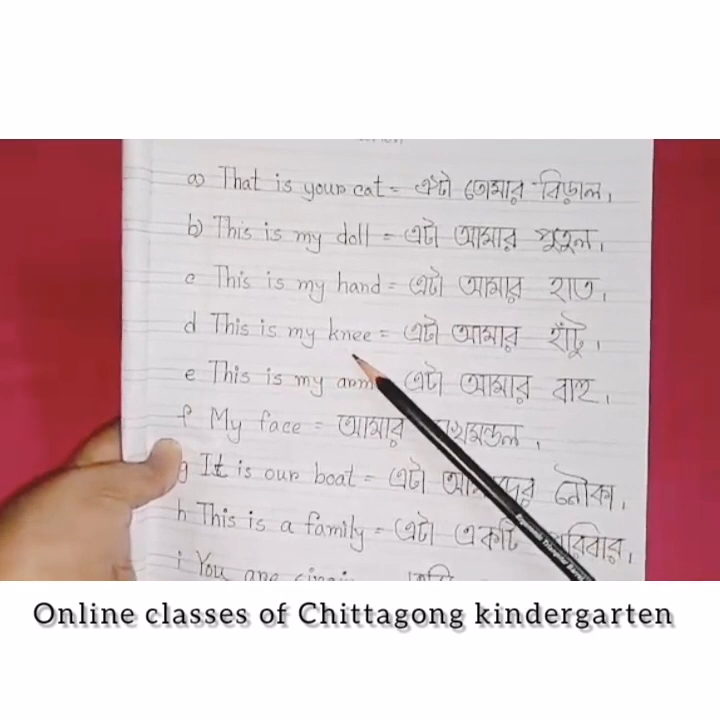 a) That is your cat = ঐটা তোমার বিড়াল।
b) This is my doll = এটা আমার পুতুল।
c This is my hand = এটা আমার হাত।
d This is my knee = এটা আমার হাঁটু।
e This is my arm এটা আমার বাহু।
f My face = আমার
g It is our boat = এটা নৌকা।
h This is a family = এটা একটি
i You are
Online classes of Chittagong kindergarten